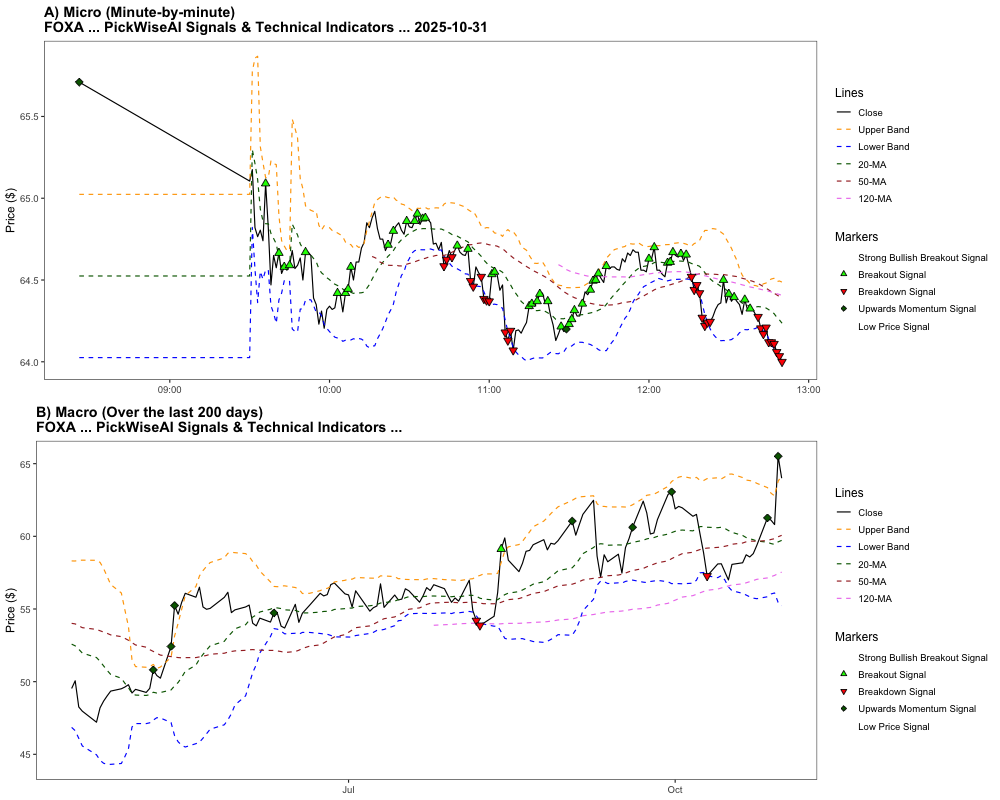 A) Micro (Minute-by-minute)
FOXA ... PickWiseAI Signals & Technical Indicators ... 2025-10-31
Price ($)
65.5
65.0
64.5
64.0
09:00
10:00
11:00
12:00
13:00
Lines
Close
Upper Band
Lower Band
20-MA
50-MA
120-MA
Markers
Strong Bullish Breakout Signal
Breakout Signal
Breakdown Signal
Upwards Momentum Signal
Low Price Signal
B) Macro (Over the last 200 days)
FOXA ... PickWiseAI Signals & Technical Indicators ...
Price ($)
65
60
55
50
45
Jul
Oct
Lines
Close
Upper Band
Lower Band
20-MA
50-MA
120-MA
Markers
Strong Bullish Breakout Signal
Breakout Signal
Breakdown Signal
Upwards Momentum Signal
Low Price Signal